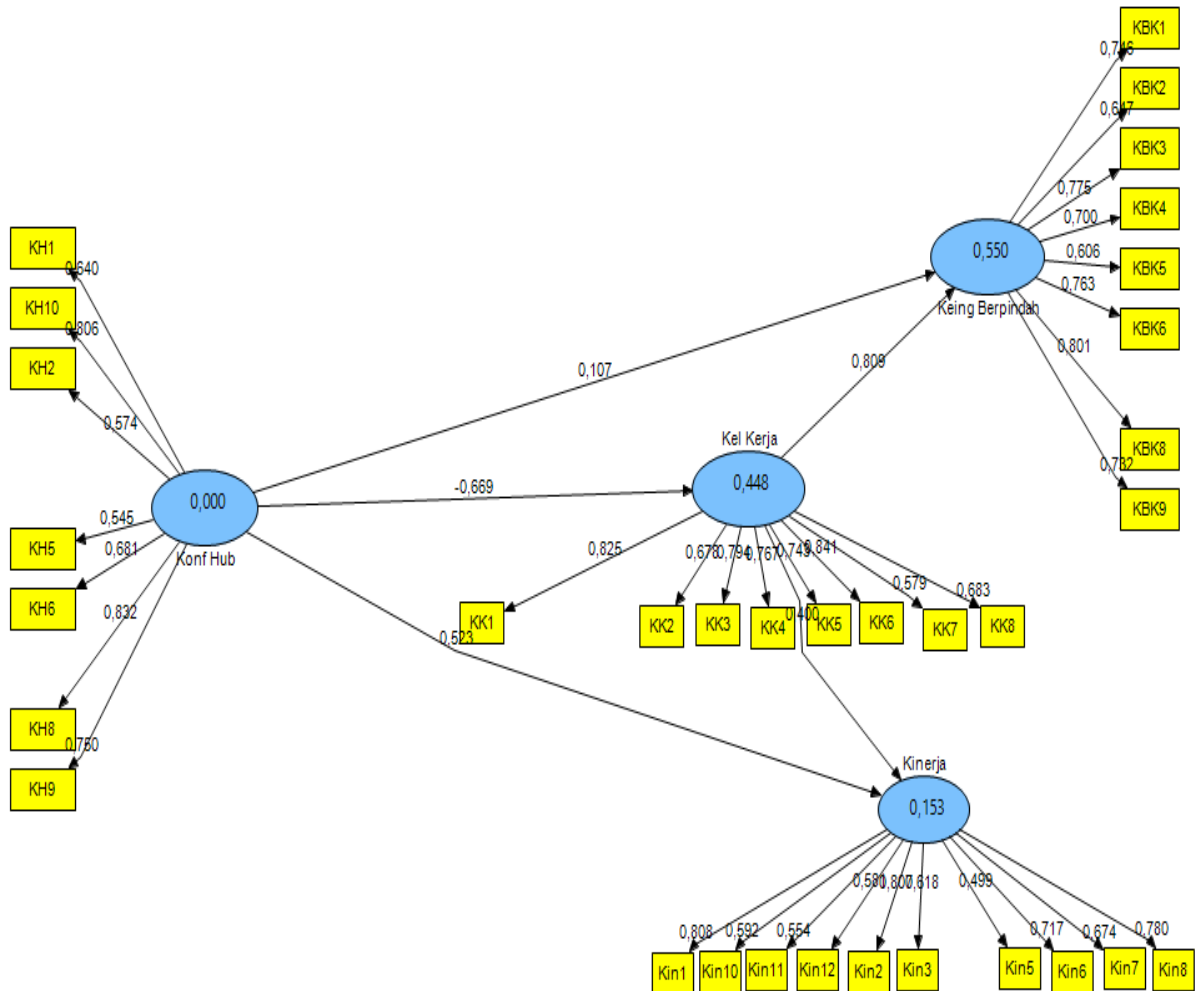 KBK1
0,746
KBK2
0,647
KBK3
0,775
KBK4
0,700
KBK5
0,606
KBK6
0,763
0,550
Keing Berpindah
0,801
KBK8
0,732
KBK9
KH1
0,640
KH10
0,806
KH2
0,574
0,107
0,809
Kel Kerja
0,448
-0,669
0,000
Konf Hub
0,545
KH5
0,681
KH6
0,832
KH8
0,760
KH9
0,825
0,678
0,794
0,767
0,743
0,841
0,579
0,683
KK1
KK2
KK3
KK4
KK5
KK6
KK7
KK8
0,400
0,523
Kinerja
0,153
0,808
0,592
0,554
0,581
0,807
0,618
0,499
0,717
0,674
0,780
Kin1
Kin10
Kin11
Kin12
Kin2
Kin3
Kin5
Kin6
Kin7
Kin8